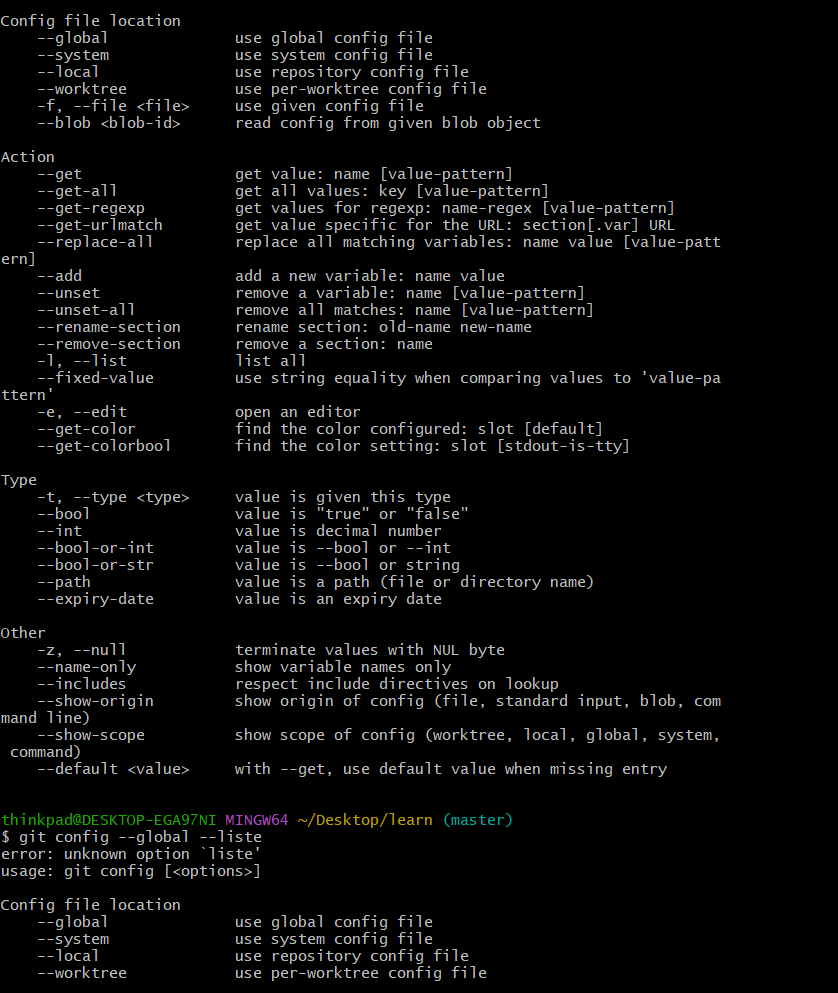 Config file location
    --global              use global config file
    --system              use system config file
    --local               use repository config file
    --worktree            use per-worktree config file
    -f, --file <file>     use given config file
    --blob <blob-id>      read config from given blob object

Action
    --get                 get value: name [value-pattern]
    --get-all             get all values: key [value-pattern]
    --get-regexp          get values for regexp: name-regex [value-pattern]
    --get-urlmatch        get value specific for the URL: section[.var] URL
    --replace-all         replace all matching variables: name value [value-patt
ern]
    --add                 add a new variable: name value
    --unset               remove a variable: name [value-pattern]
    --unset-all           remove all matches: name [value-pattern]
    --rename-section      rename section: old-name new-name
    --remove-section      remove a section: name
    -l, --list            list all
    --fixed-value         use string equality when comparing values to 'value-pa
ttern'
    -e, --edit            open an editor
    --get-color           find the color configured: slot [default]
    --get-colorbool       find the color setting: slot [stdout-is-tty]

Type
    -t, --type <type>     value is given this type
    --bool                value is "true" or "false"
    --int                 value is decimal number
    --bool-or-int         value is --bool or --int
    --bool-or-str         value is --bool or string
    --path                value is a path (file or directory name)
    --expiry-date         value is an expiry date

Other
    -z, --null            terminate values with NUL byte
    --name-only           show variable names only
    --includes            respect include directives on lookup
    --show-origin         show origin of config (file, standard input, blob, com
mand line)
    --show-scope          show scope of config (worktree, local, global, system,
 command)
    --default <value>     with --get, use default value when missing entry


thinkpad@DESKTOP-EGA97NI MINGW64 ~/Desktop/learn (master)
$ git config --global --liste
error: unknown option `liste'
usage: git config [<options>]

Config file location
    --global              use global config file
    --system              use system config file
    --local               use repository config file
    --worktree            use per-worktree config file